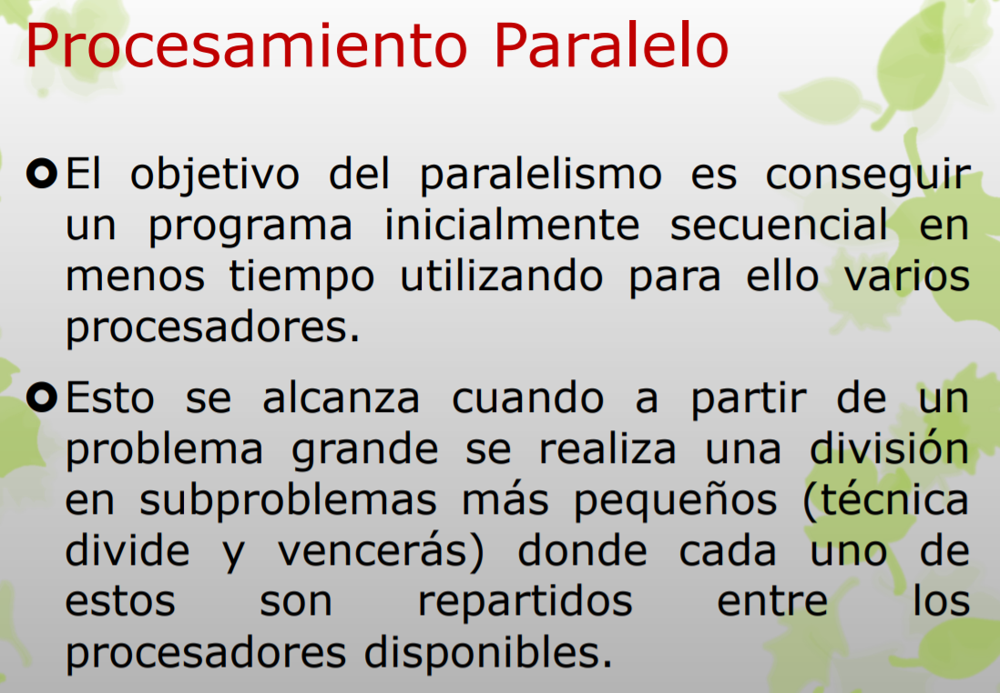 Procesamiento Paralelo
El objetivo del paralelismo es conseguir
un programa inicialmente secuencial en
menos tiempo utilizando para ello varios
procesadores.
Esto se alcanza cuando a partir de un
problema grande se realiza una división
en subproblemas más pequeños (técnica
divide y vencerás) donde cada uno de
estos son repartidos entre los
procesadores disponibles.